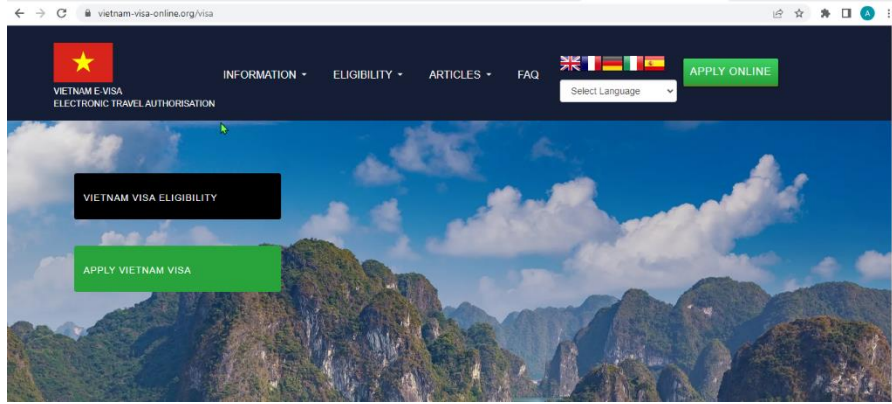 vietnam-visa-online.org/visa
A
VIETNAM E-VISA
ELECTRONIC TRAVEL AUTHORISATION
INFORMATION
ELIGIBILITY
ARTICLES
FAQ
Select Language
APPLY ONLINE
VIETNAM VISA ELIGIBILITY
APPLY VIETNAM VISA